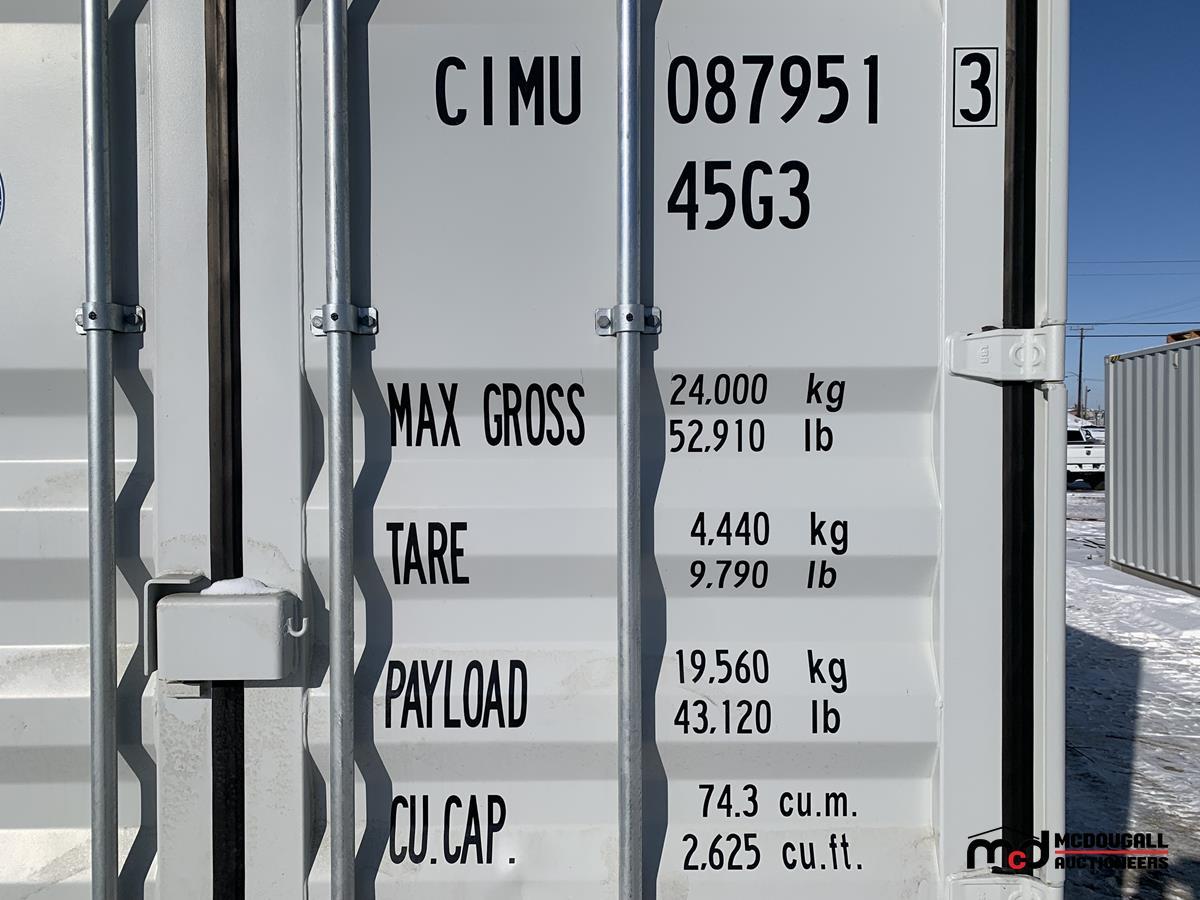 CIMU 087951 3
45G3
MAX GROSS 24,000 kg
52,910 lb
TARE 4,440 kg
9,790 lb
PAYLOAD 19,560 kg
43,120 lb
CU.CAP. 74.3 cu.m.
2,625 cu.ft.
mcD MCDOUGALL
AUCTIONEERS